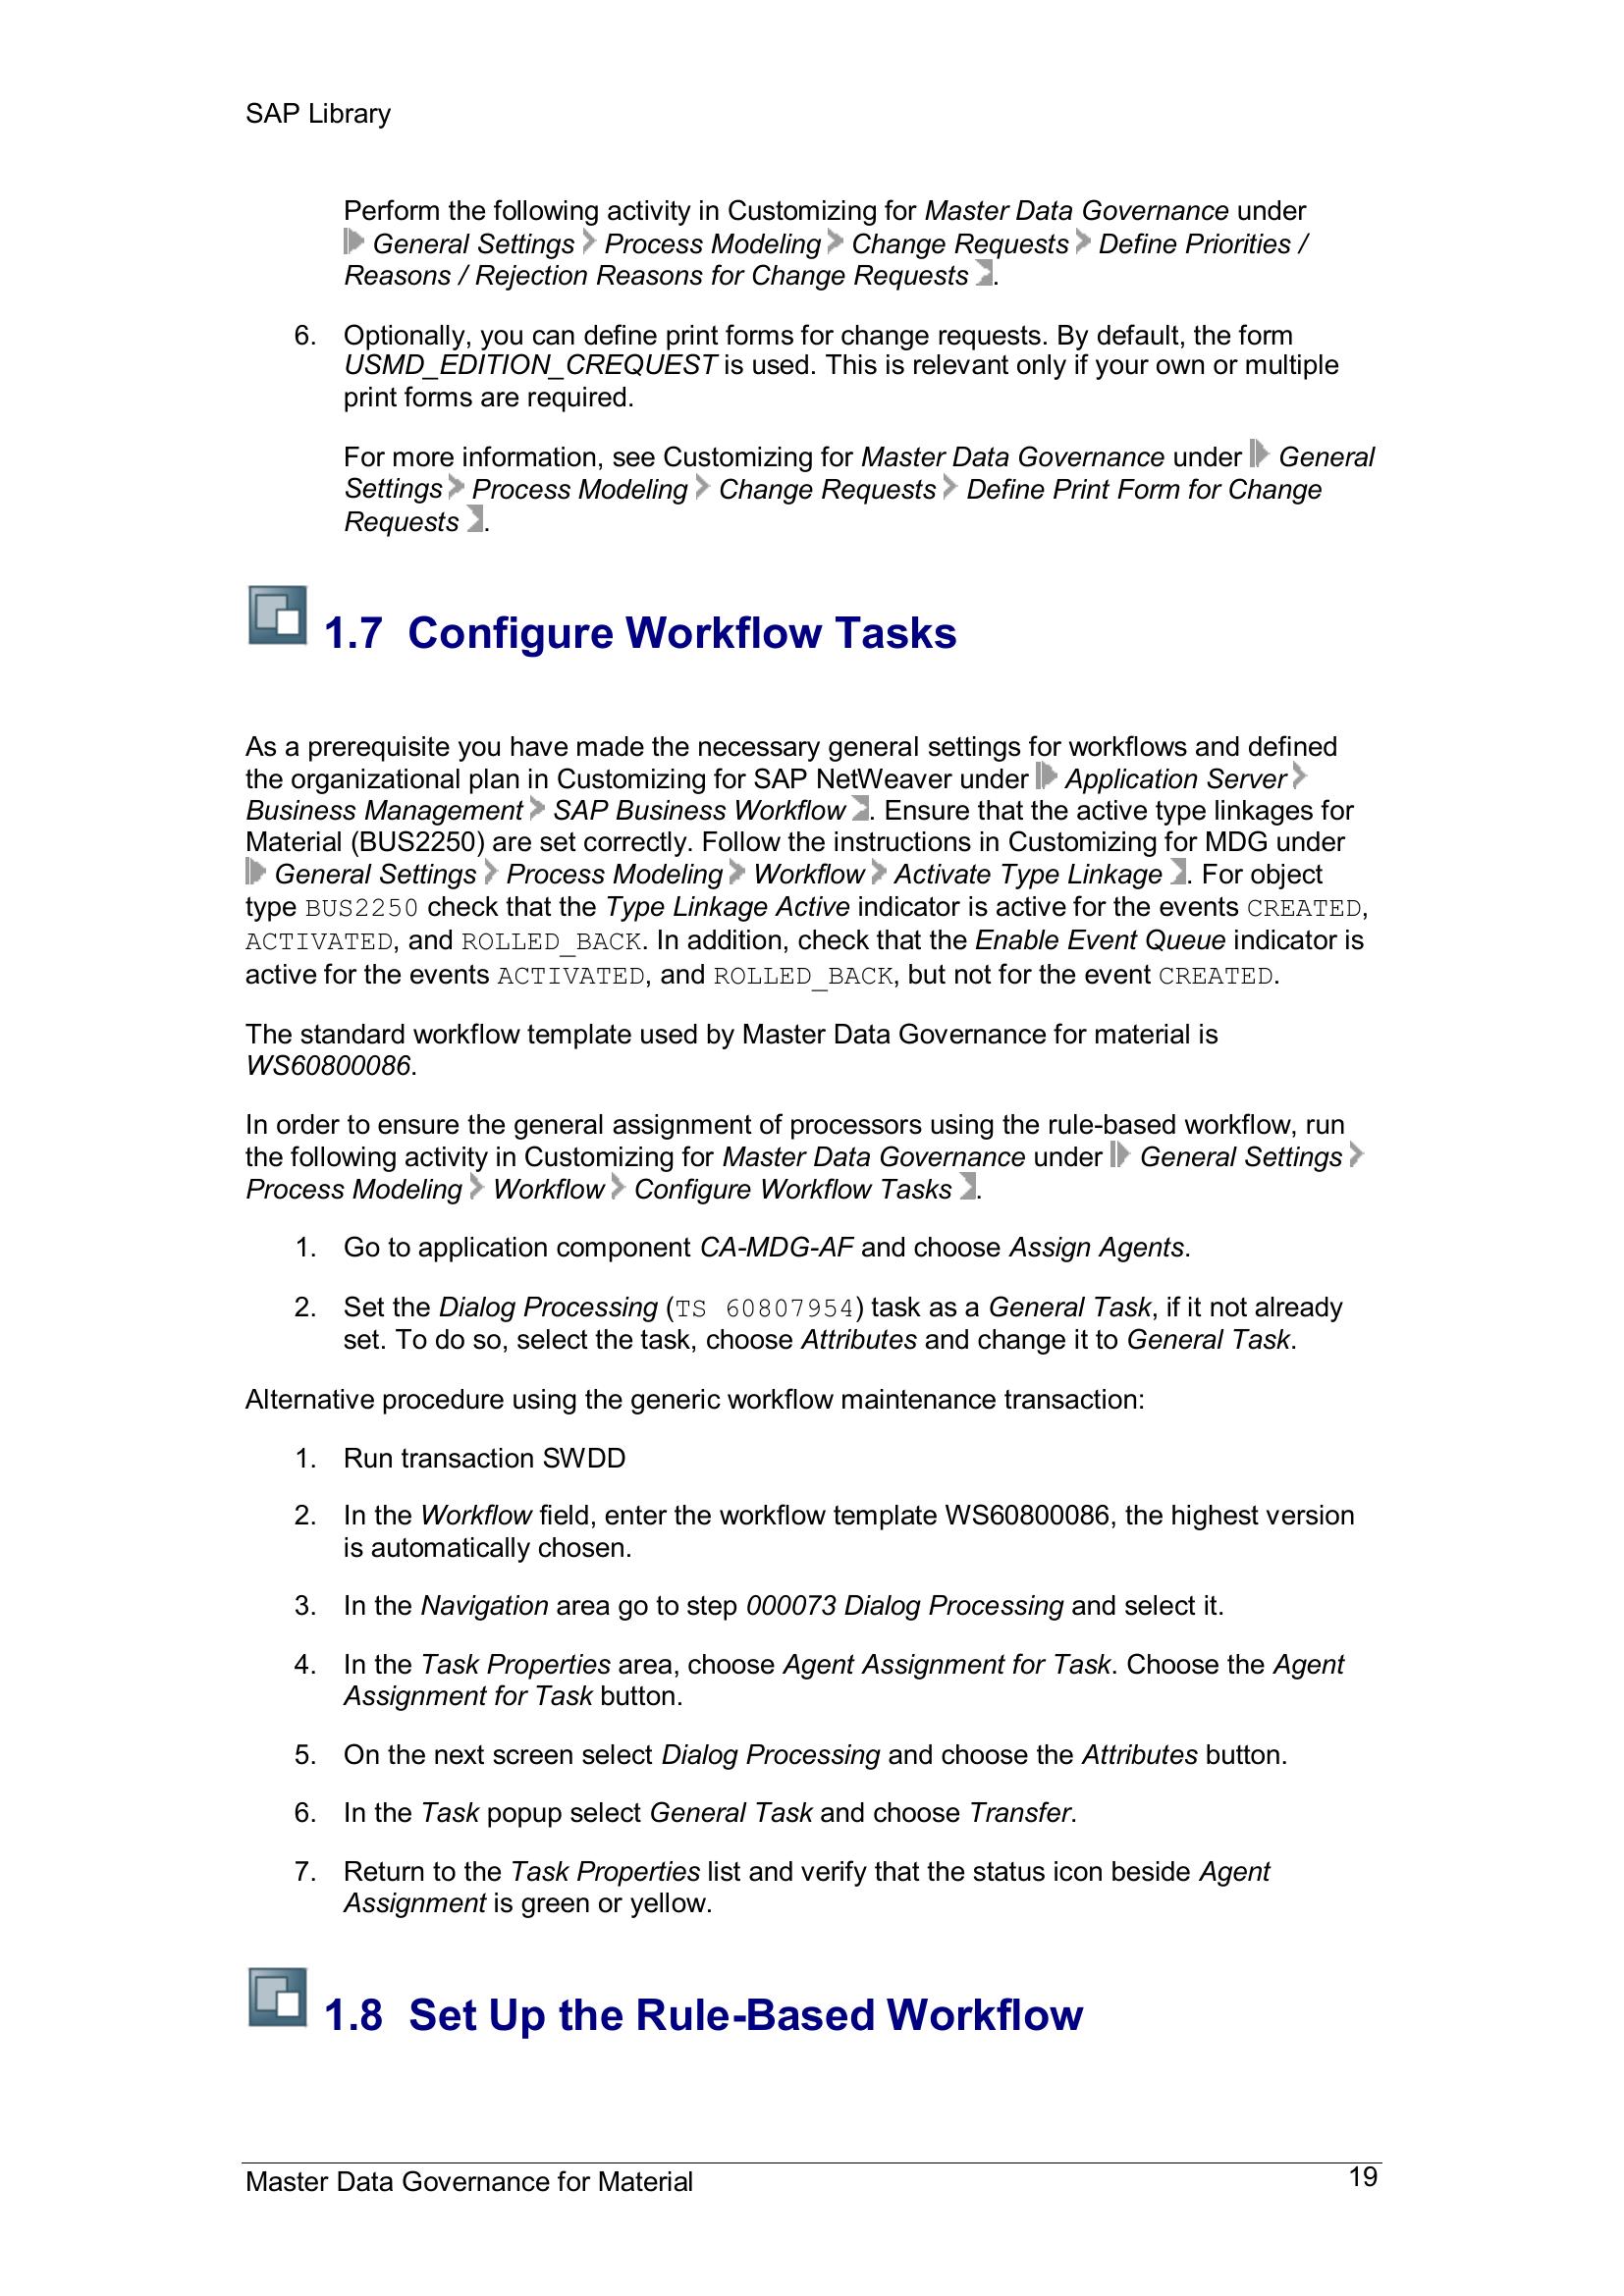 SAP Library
Perform the following activity in Customizing for Master Data Governance under
General Settings Process Modeling Change Requests Define Priorities /
Reasons / Rejection Reasons for Change Requests .
6. Optionally, you can define print forms for change requests. By default, the form
USMD_EDITION_CREQUEST is used. This is relevant only if your own or multiple
print forms are required.
For more information, see Customizing for Master Data Governance under General
Settings Process Modeling Change Requests Define Print Form for Change
Requests .
1.7 Configure Workflow Tasks
As a prerequisite you have made the necessary general settings for workflows and defined
the organizational plan in Customizing for SAP NetWeaver under Application Server
Business Management SAP Business Workflow . Ensure that the active type linkages for
Material (BUS2250) are set correctly. Follow the instructions in Customizing for MDG under
General Settings Process Modeling Workflow Activate Type Linkage . For object
type BUS2250 check that the Type Linkage Active indicator is active for the events CREATED,
ACTIVATED, and ROLLED_BACK. In addition, check that the Enable Event Queue indicator is
active for the events ACTIVATED, and ROLLED_BACK, but not for the event CREATED.
The standard workflow template used by Master Data Governance for material is
WS60800086.
In order to ensure the general assignment of processors using the rule-based workflow, run
the following activity in Customizing for Master Data Governance under General Settings
Process Modeling Workflow Configure Workflow Tasks .
1. Go to application component CA-MDG-AF and choose Assign Agents.
2. Set the Dialog Processing (TS 60807954) task as a General Task, if it not already
set. To do so, select the task, choose Attributes and change it to General Task.
Alternative procedure using the generic workflow maintenance transaction:
1. Run transaction SWDD
2. In the Workflow field, enter the workflow template WS60800086, the highest version
is automatically chosen.
3. In the Navigation area go to step 000073 Dialog Processing and select it.
4. In the Task Properties area, choose Agent Assignment for Task. Choose the Agent
Assignment for Task button.
5. On the next screen select Dialog Processing and choose the Attributes button.
6. In the Task popup select General Task and choose Transfer.
7. Return to the Task Properties list and verify that the status icon beside Agent
Assignment is green or yellow.
1.8 Set Up the Rule-Based Workflow
Master Data Governance for Material
19